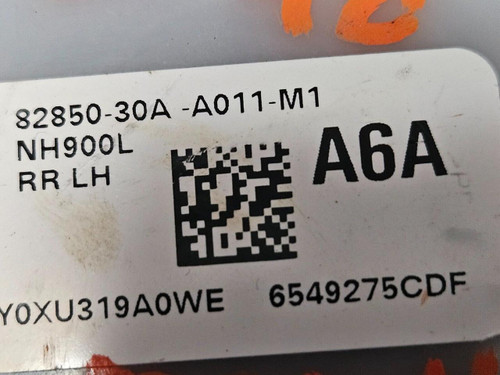 82850-30A -A011-M1
NH900L
RR LH
A6A
Y0XU319A0WE 6549275CDF